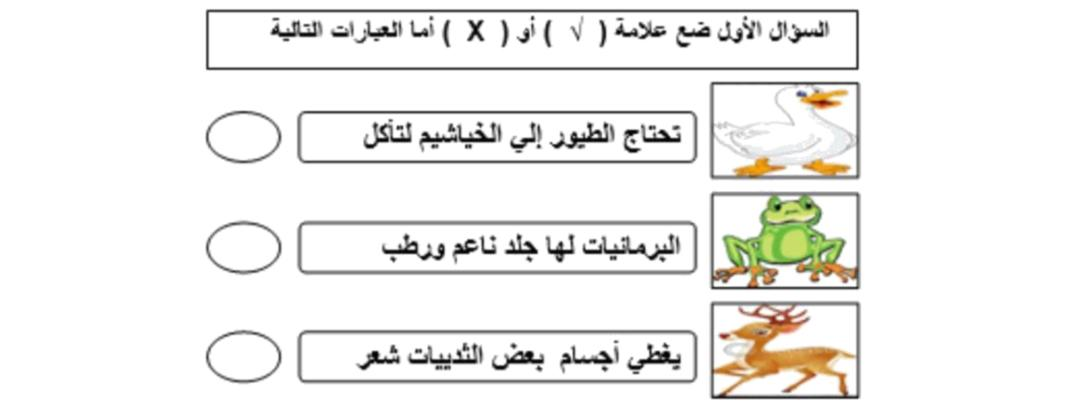 السؤال الأول ضع علامة ( √ ) أو ( X ) أما العبارات التالية
تحتاج الطيور إلي الخياشيم لتأكل
البرمانيات لها جلد ناعم ورطب
يغطي أجسام بعض الثدييات شعر